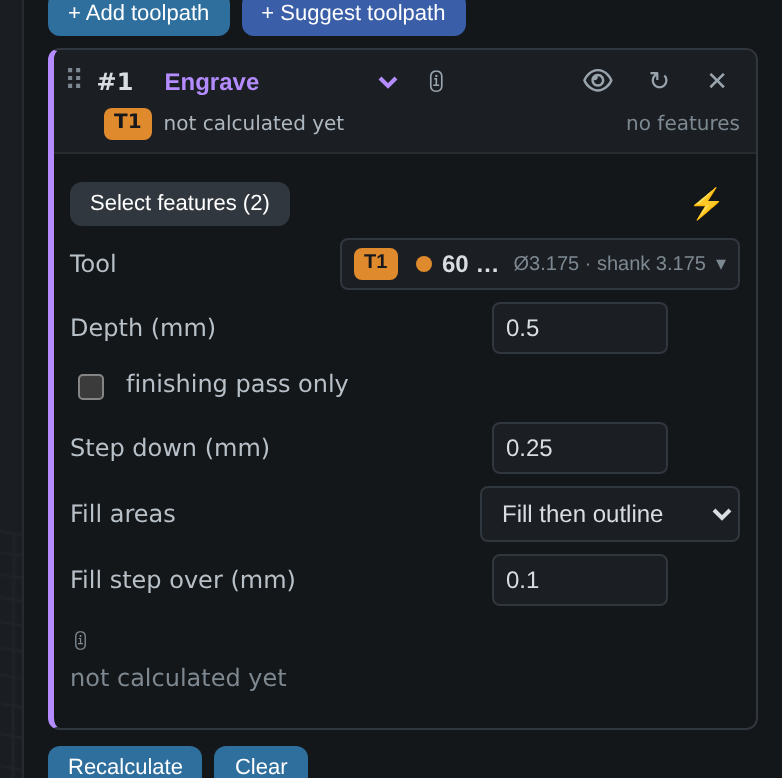 + Add toolpath + Suggest toolpath
#1 Engrave
T1 not calculated yet no features
Select features (2)
Tool T1 60 ... Ø3.175 · shank 3.175
Depth (mm) 0.5
finishing pass only
Step down (mm) 0.25
Fill areas Fill then outline
Fill step over (mm) 0.1
not calculated yet
Recalculate Clear